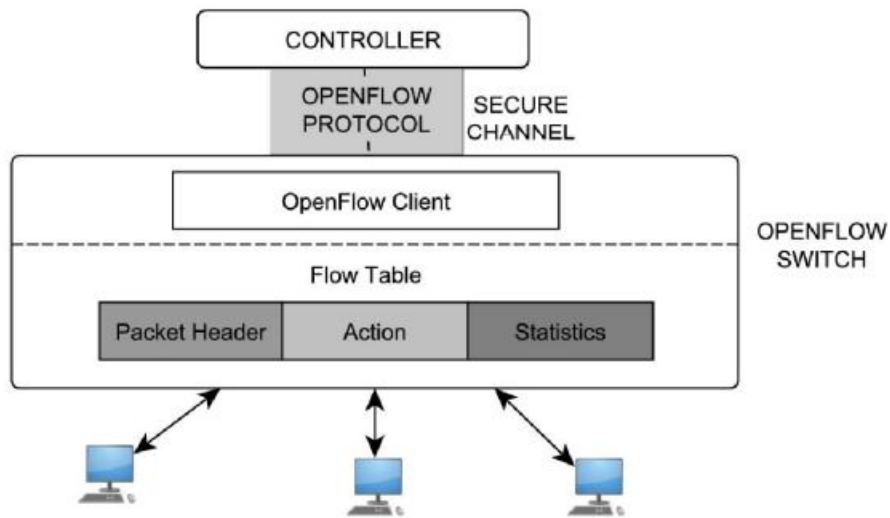 CONTROLLER
OPENFLOW
PROTOCOL
SECURE
CHANNEL
OpenFlow Client
OPENFLOW
SWITCH
Flow Table
Packet Header
Action
Statistics